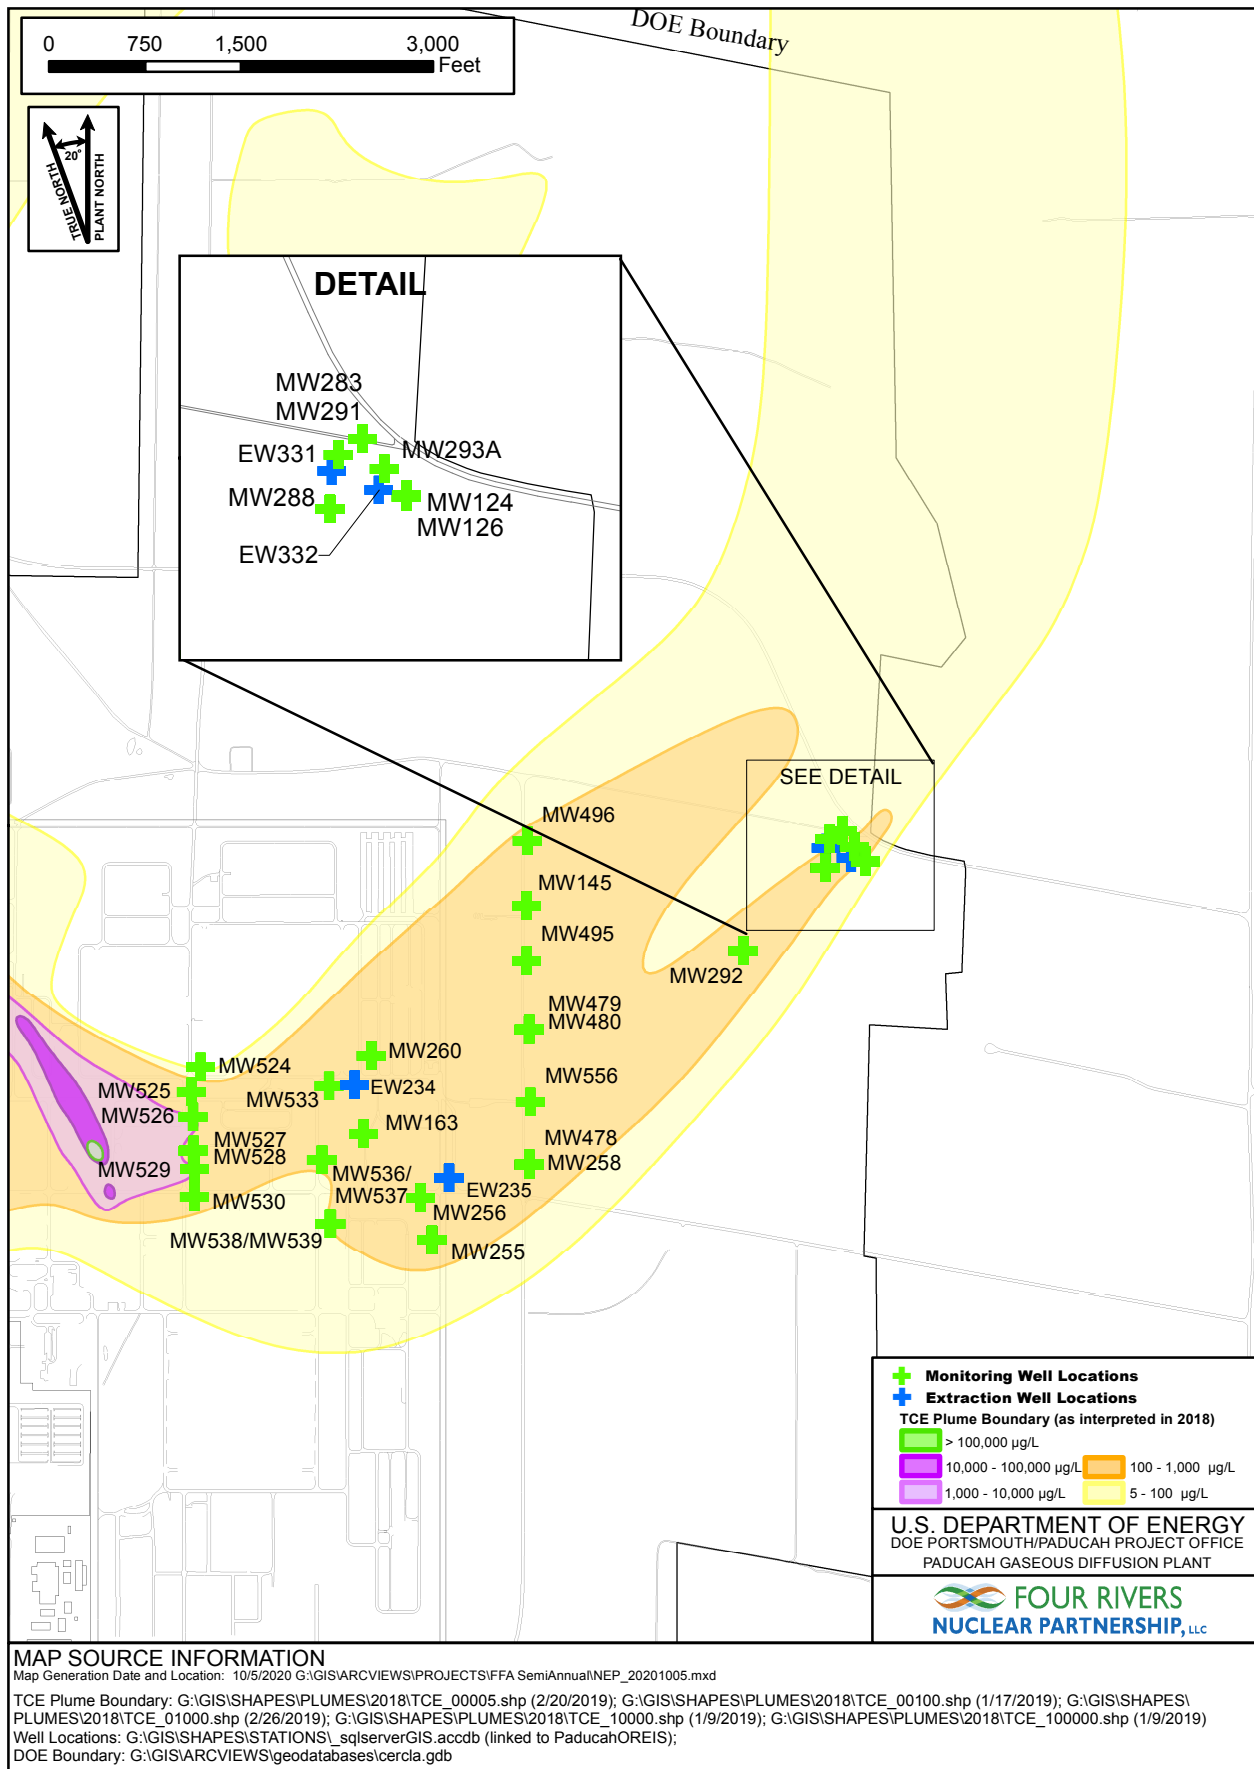 DOE Boundary
0 750 1,500 3,000
Feet
20°
TRUE NORTH
PLANT NORTH
DETAIL
MW283
MW291
EW331
MW293A
MW288
MW124
MW126
EW332
SEE DETAIL
MW496
MW145
MW495
MW292
MW479
MW480
MW260
MW524
MW525
MW533
EW234
MW556
MW526
MW163
MW527
MW528
MW478
MW258
MW529
MW536/
MW537
EW235
MW530
MW256
MW538/MW539
MW255
Monitoring Well Locations
Extraction Well Locations
TCE Plume Boundary (as interpreted in 2018)
> 100,000 µg/L
10,000 - 100,000 µg/L
100 - 1,000 µg/L
1,000 - 10,000 µg/L
5 - 100 µg/L
U.S. DEPARTMENT OF ENERGY
DOE PORTSMOUTH/PADUCAH PROJECT OFFICE
PADUCAH GASEOUS DIFFUSION PLANT
FOUR RIVERS
NUCLEAR PARTNERSHIP, LLC
MAP SOURCE INFORMATION
Map Generation Date and Location: 10/5/2020 G:\GIS\ARCVIEWS\PROJECTS\FFA SemiAnnual\NEP_20201005.mxd
TCE Plume Boundary: G:\GIS\SHAPES\PLUMES\2018\TCE_00005.shp (2/20/2019); G:\GIS\SHAPES\PLUMES\2018\TCE_00100.shp (1/17/2019); G:\GIS\SHAPES\
PLUMES\2018\TCE_01000.shp (2/26/2019); G:\GIS\SHAPES\PLUMES\2018\TCE_10000.shp (1/9/2019); G:\GIS\SHAPES\PLUMES\2018\TCE_100000.shp (1/9/2019)
Well Locations: G:\GIS\SHAPES\STATIONS\_sqlserverGIS.accdb (linked to PaducahOREIS);
DOE Boundary: G:\GIS\ARCVIEWS\geodatabases\cercla.gdb